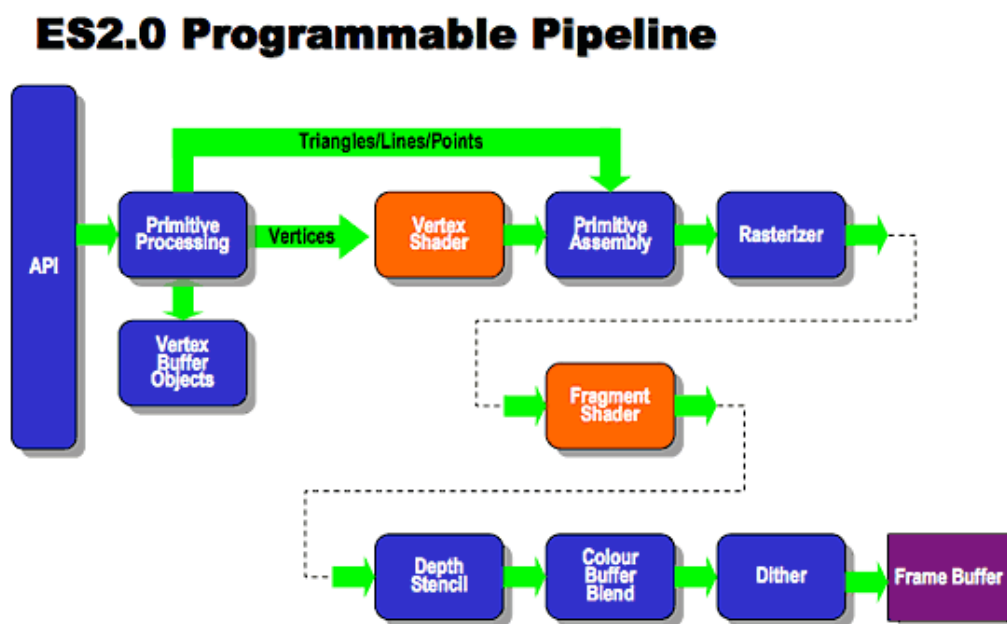 ES2.0 Programmable Pipeline
Triangles/Lines/Points
API
Primitive
Processing
Vertices
Vertex
Shader
Primitive
Assembly
Rasterizer
Vertex
Buffer
Objects
Fragment
Shader
Depth
Stencil
Colour
Buffer
Blend
Dither
Frame Buffer